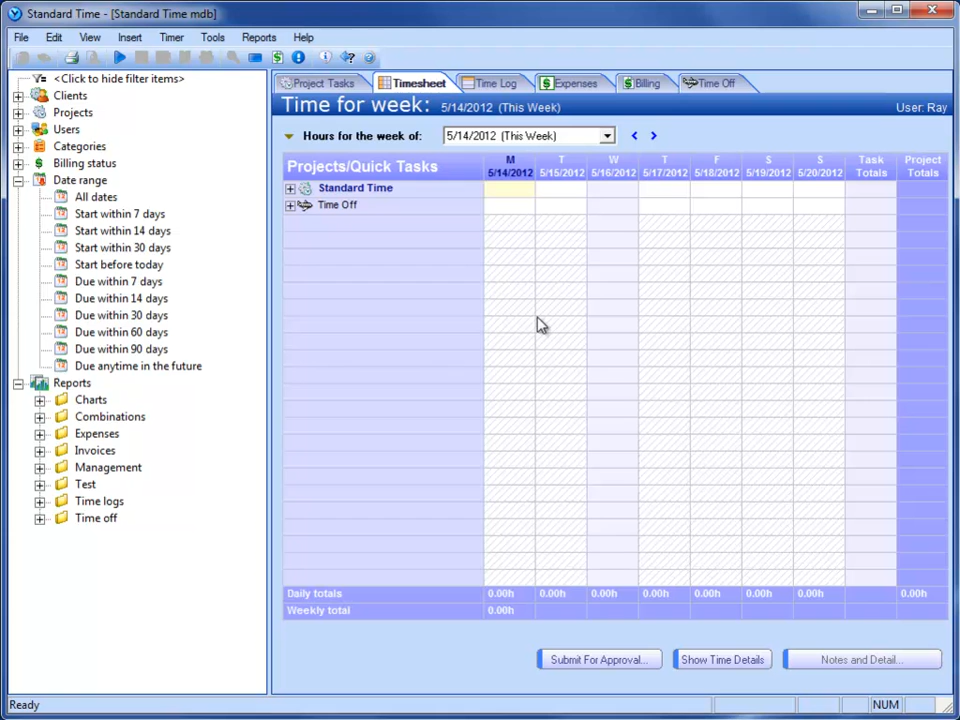 Standard Time - [Standard Time mdb]
File Edit View Insert Timer Tools Reports Help
<Click to hide filter items>
Clients
Projects
Users
Categories
Billing status
Date range
All dates
Start within 7 days
Start within 14 days
Start within 30 days
Start before today
Due within 7 days
Due within 14 days
Due within 30 days
Due within 60 days
Due within 90 days
Due anytime in the future
Reports
Charts
Combinations
Expenses
Invoices
Management
Test
Time logs
Time off
Project Tasks Timesheet Time Log Expenses Billing Time Off
Time for week: 5/14/2012 (This Week) User: Ray
Hours for the week of: 5/14/2012 (This Week) < >
Projects/Quick Tasks M T W T F S S Task Project
5/14/2012 5/15/2012 5/16/2012 5/17/2012 5/18/2012 5/19/2012 5/20/2012 Totals Totals
Standard Time
Time Off
Daily totals 0.00h 0.00h 0.00h 0.00h 0.00h 0.00h 0.00h 0.00h
Weekly total 0.00h
Submit For Approval... Show Time Details Notes and Detail...
Ready NUM